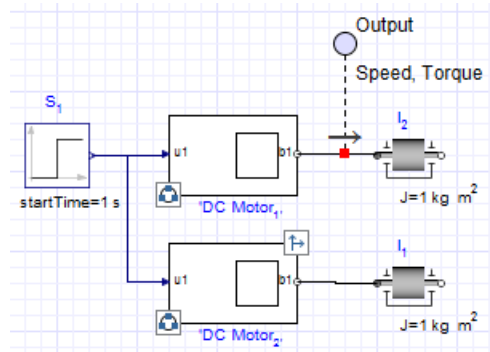 Output
Speed, Torque
S₁
I₂
u1
b1
startTime=1 s
J=1 kg m²
'DC Motor₁'
I₁
u1
b1
J=1 kg m²
'DC Motor₂'